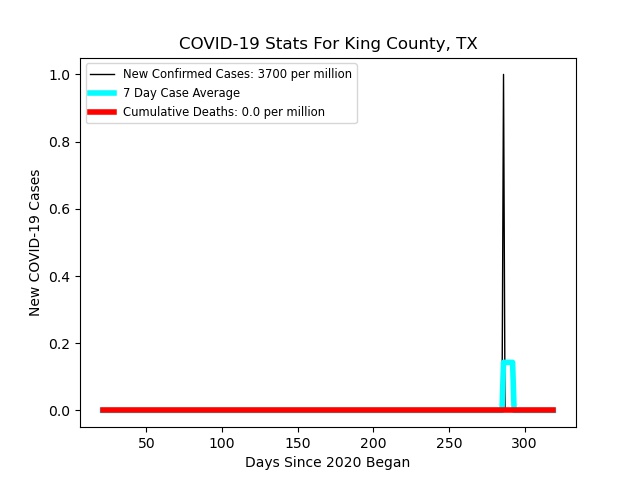 COVID-19 Stats For King County, TX
New Confirmed Cases: 3700 per million
7 Day Case Average
Cumulative Deaths: 0.0 per million
New COVID-19 Cases
1.0
0.8
0.6
0.4
0.2
0.0
50 100 150 200 250 300
Days Since 2020 Began